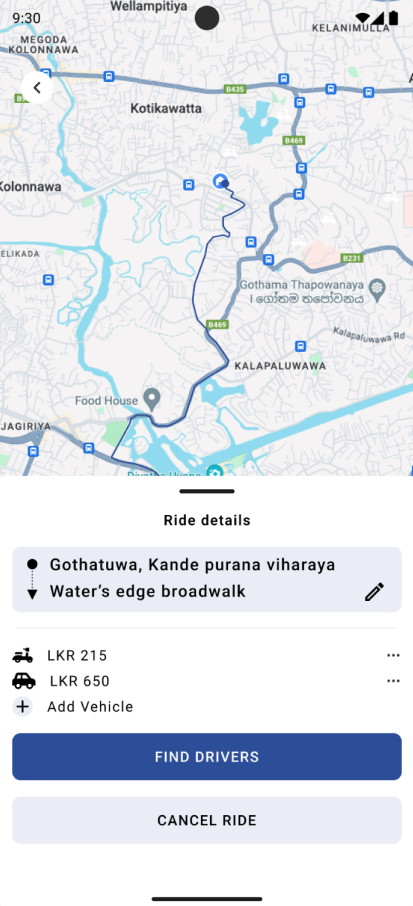 9:30
Wellampitiya
KELANIMULLA
MEGODA
KOLONNAWA
B435
Kotikawatta
B469
Kolonnawa
ELIKADA
B231
Gothama Thapowanaya
| ගෝතම තපෝවනය
B469
Kalapaluwawa Rd
KALAPALUWAWA
Food House
JAGIRIYA
Diyatha Uyana
Ride details
Gothatuwa, Kande purana viharaya
Water’s edge broadwalk
LKR 215
LKR 650
Add Vehicle
FIND DRIVERS
CANCEL RIDE